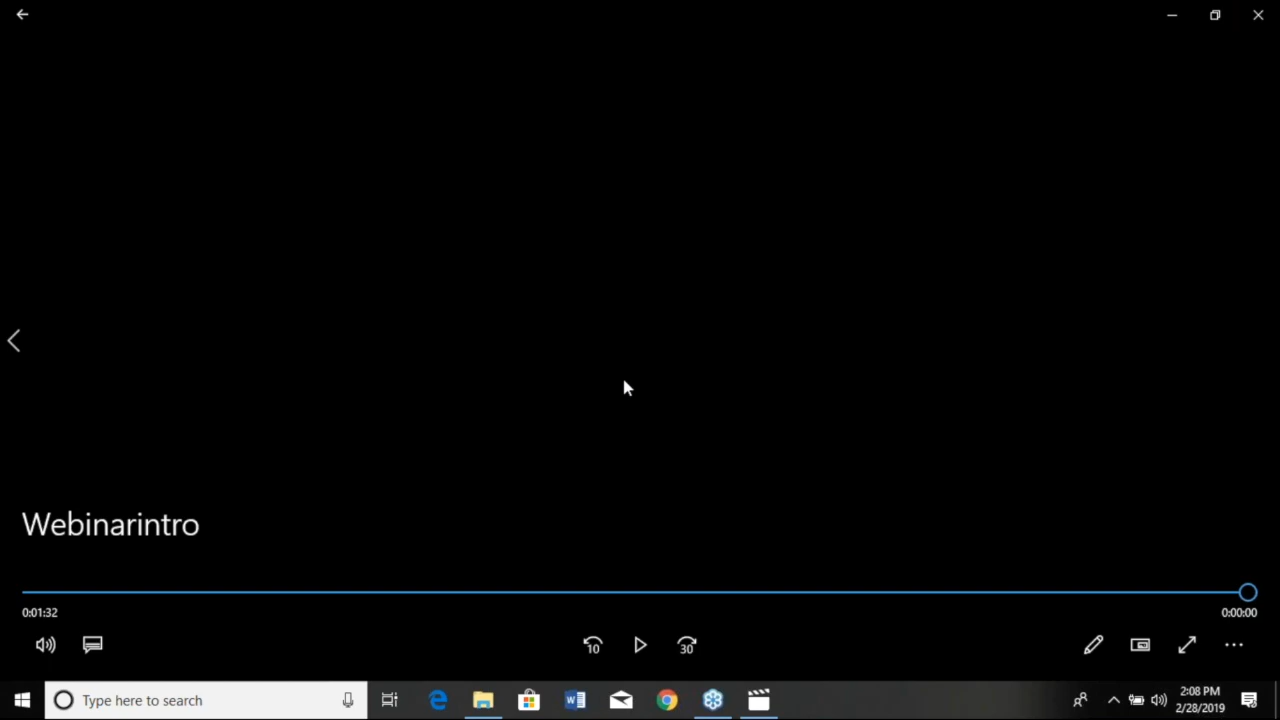 Webinarintro
0:01:32
0:00:00
10
30
Type here to search
2:08 PM
2/28/2019